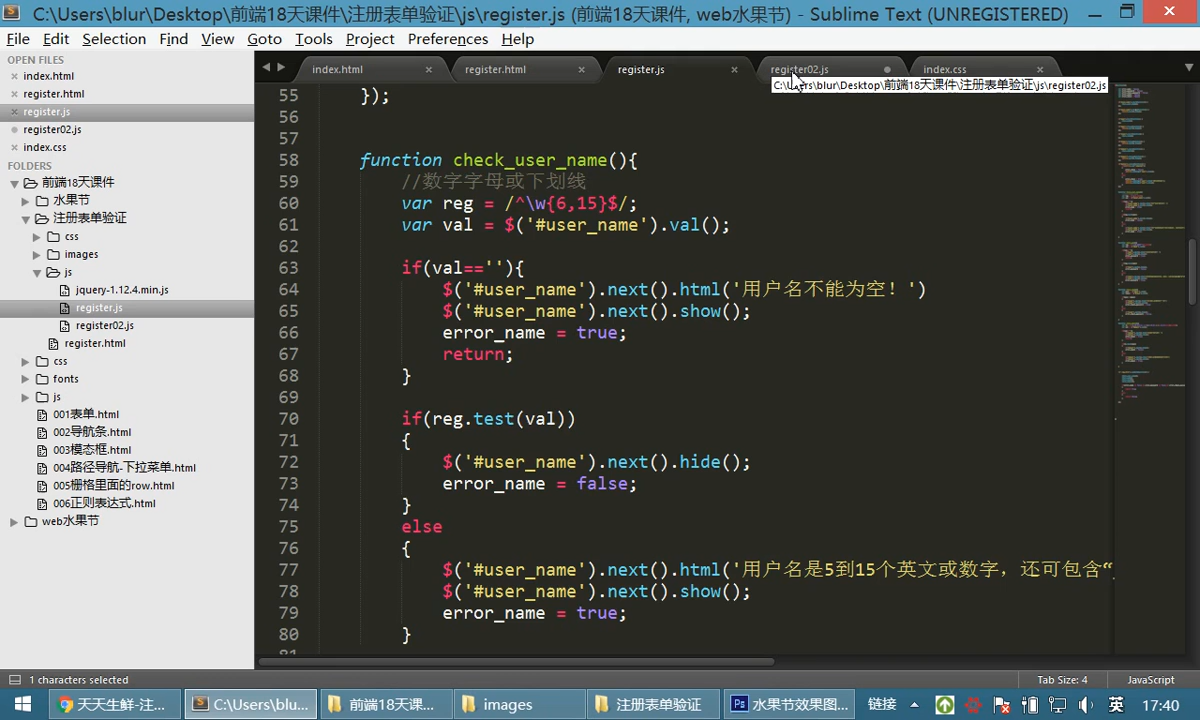 C:\Users\blur\Desktop\前端18天课件\注册表单验证\js\register.js (前端18天课件, web水果节) - Sublime Text (UNREGISTERED)
File Edit Selection Find View Goto Tools Project Preferences Help
OPEN FILES
index.html
register.html
register.js
register02.js
index.css
FOLDERS
前端18天课件
水果节
注册表单验证
css
images
js
jquery-1.12.4.min.js
register.js
register02.js
register.html
css
fonts
js
001表单.html
002导航条.html
003模态框.html
004路径导航-下拉菜单.html
005栅格里面的row.html
006正则表达式.html
web水果节
index.html register.html register.js register02.js index.css
C:\Users\blur\Desktop\前端18天课件\注册表单验证\js\register02.js
55 });
56
57
58 function check_user_name(){
59 //数字字母或下划线
60 var reg = /^\w{6,15}$/;
61 var val = $('#user_name').val();
62
63 if(val==''){
64 $('#user_name').next().html('用户名不能为空！')
65 $('#user_name').next().show();
66 error_name = true;
67 return;
68 }
69
70 if(reg.test(val))
71 {
72 $('#user_name').next().hide();
73 error_name = false;
74 }
75 else
76 {
77 $('#user_name').next().html('用户名是5到15个英文或数字，还可包含“
78 $('#user_name').next().show();
79 error_name = true;
80 }
81
1 characters selected Tab Size: 4 JavaScript
天天生鲜-注... C:\Users\blu... 前端18天课... images 注册表单验证 水果节效果图... 链接 英 17:40